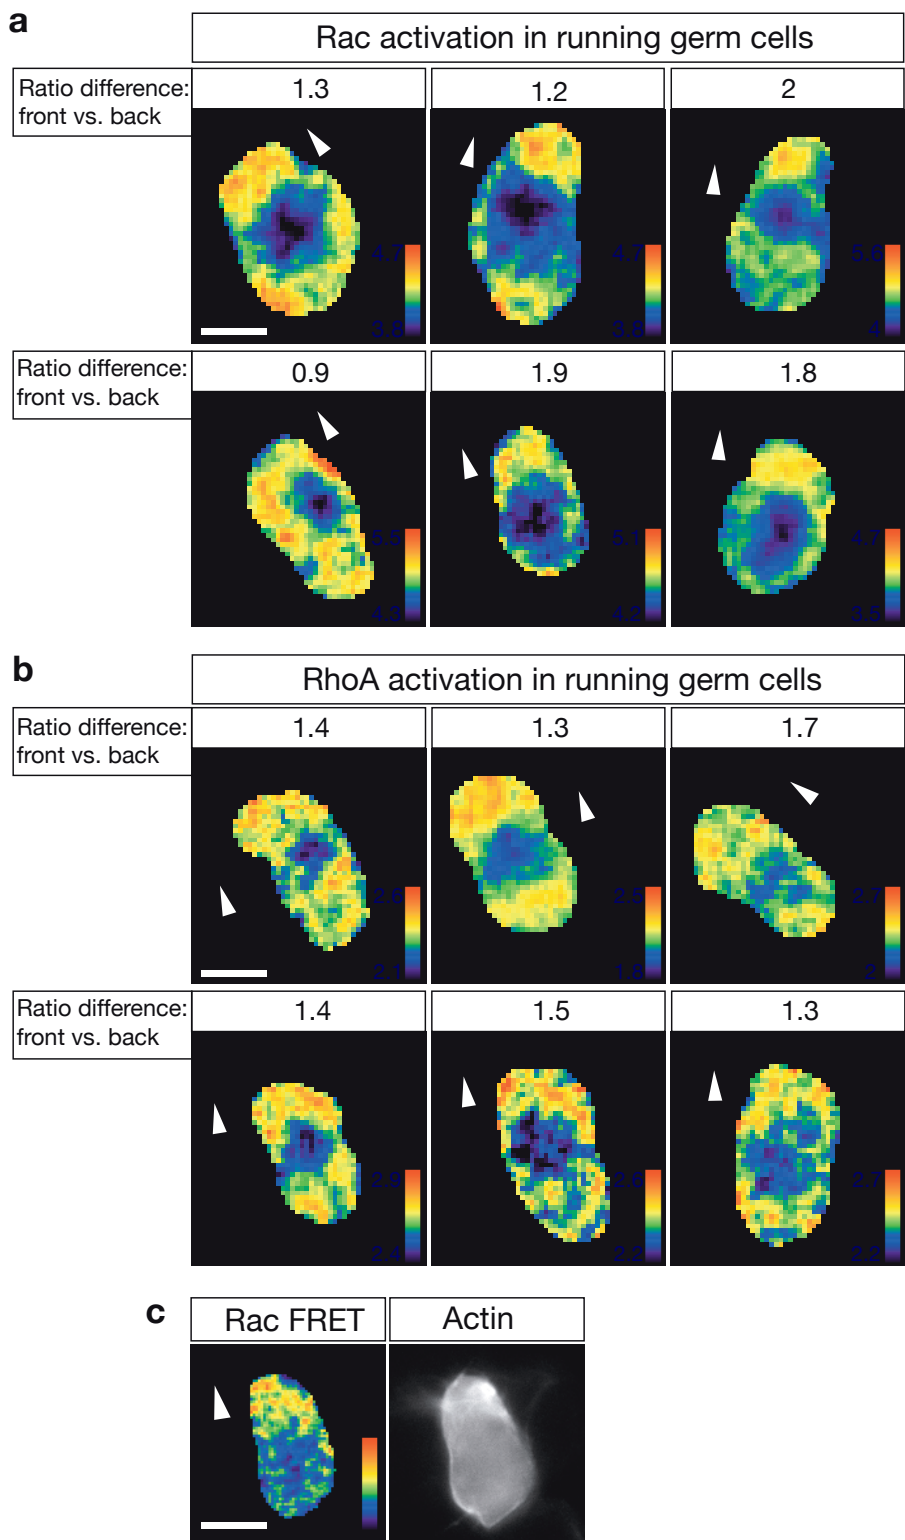 a
Rac activation in running germ cells
Ratio difference:
front vs. back
1.3
1.2
2
4.7
3.8
4.7
3.8
5.6
4
Ratio difference:
front vs. back
0.9
1.9
1.8
5.5
4.3
5.1
4.2
4.7
3.5
b
RhoA activation in running germ cells
Ratio difference:
front vs. back
1.4
1.3
1.7
2.6
2.1
2.5
1.8
2.7
2
Ratio difference:
front vs. back
1.4
1.5
1.3
2.9
2.4
2.6
2.2
2.7
2.2
c
Rac FRET
Actin